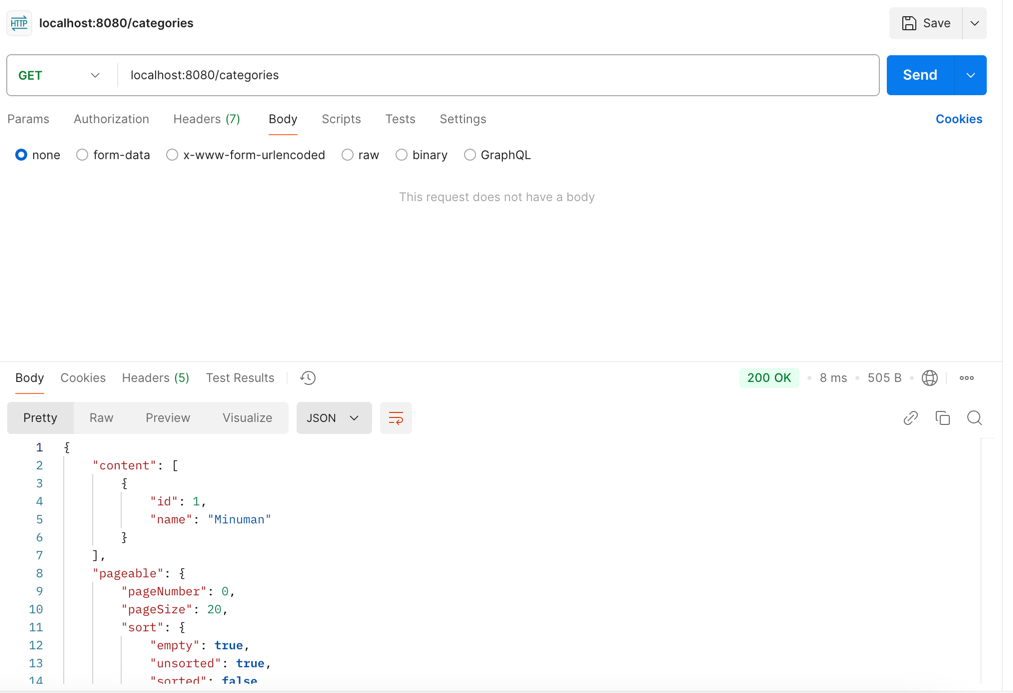 HTTP localhost:8080/categories Save
GET localhost:8080/categories Send
Params Authorization Headers (7) Body Scripts Tests Settings Cookies
none form-data x-www-form-urlencoded raw binary GraphQL
This request does not have a body
Body Cookies Headers (5) Test Results 200 OK 8 ms 505 B
Pretty Raw Preview Visualize JSON
1 {
2 "content": [
3 {
4 "id": 1,
5 "name": "Minuman"
6 }
7 ],
8 "pageable": {
9 "pageNumber": 0,
10 "pageSize": 20,
11 "sort": {
12 "empty": true,
13 "unsorted": true,
14 "sorted": false